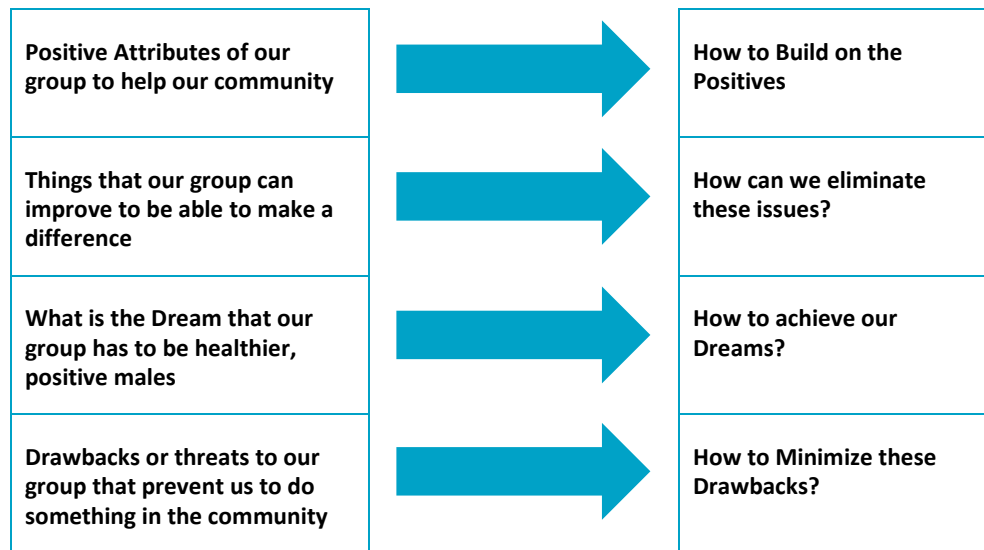 Positive Attributes of our
group to help our community
How to Build on the
Positives
Things that our group can
improve to be able to make a
difference
How can we eliminate
these issues?
What is the Dream that our
group has to be healthier,
positive males
How to achieve our
Dreams?
Drawbacks or threats to our
group that prevent us to do
something in the community
How to Minimize these
Drawbacks?